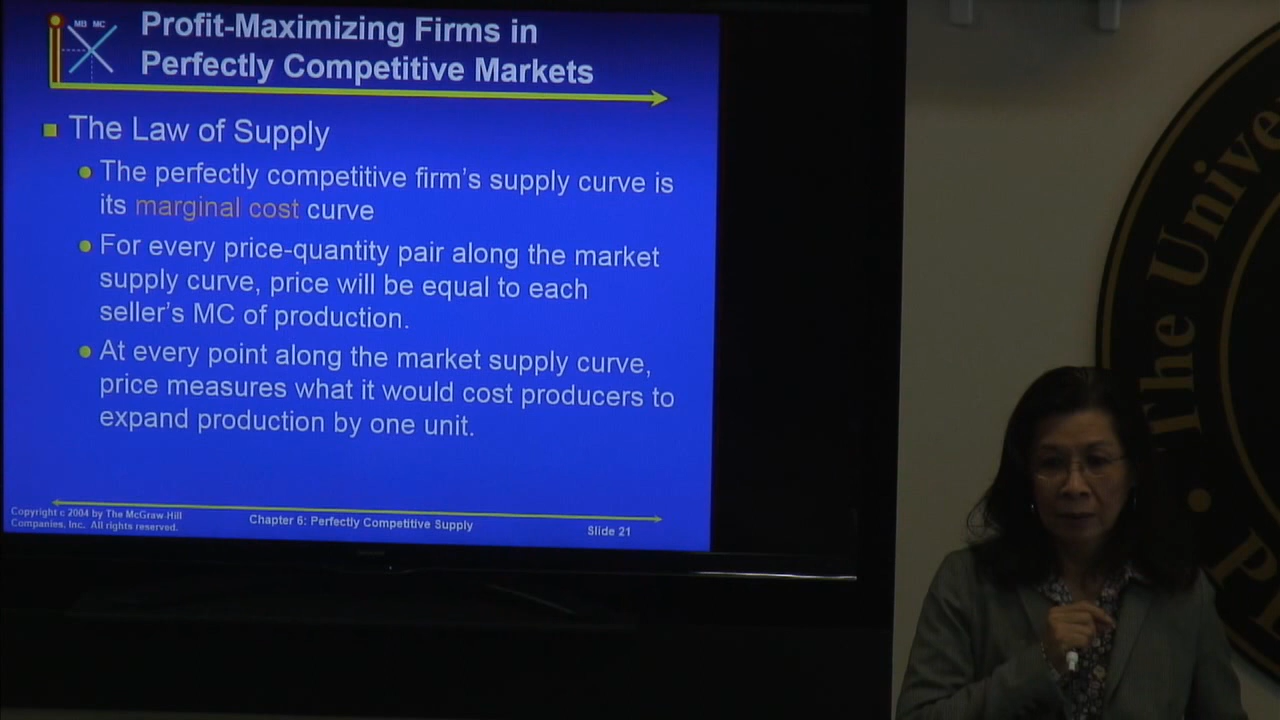 MB MC
Profit-Maximizing Firms in
Perfectly Competitive Markets
The Law of Supply
The perfectly competitive firm's supply curve is
its marginal cost curve
For every price-quantity pair along the market
supply curve, price will be equal to each
seller's MC of production.
At every point along the market supply curve,
price measures what it would cost producers to
expand production by one unit.
Copyright c 2004 by The McGraw Hill
Companies, Inc. All rights reserved.
Chapter 6: Perfectly Competitive Supply
Slide 21
The